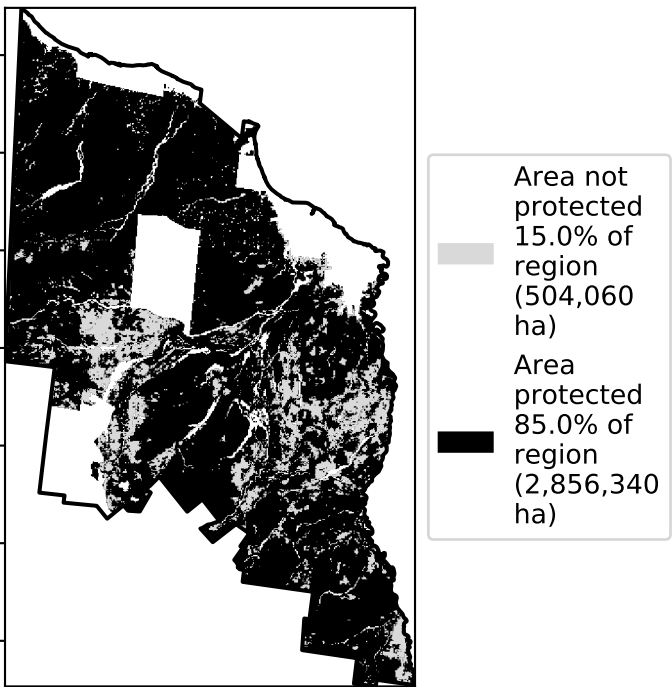 Area not
protected
15.0% of
region
(504,060
ha)
Area
protected
85.0% of
region
(2,856,340
ha)